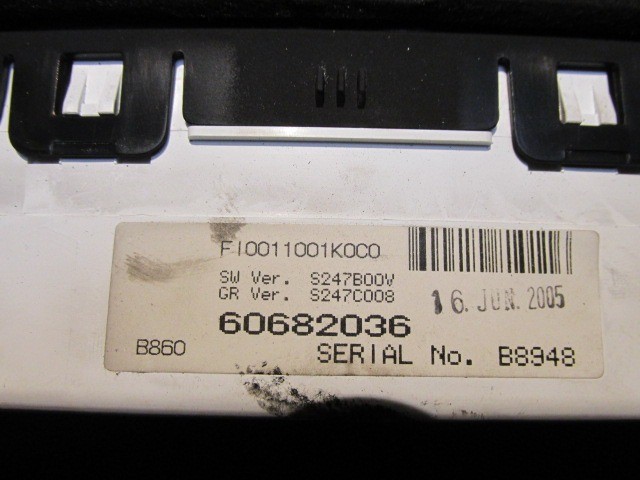 FI0011001K0C0
SW Ver. S247B00V
GR Ver. S247C008
16. JUN. 2005
60682036
B860
SERIAL No. B8948